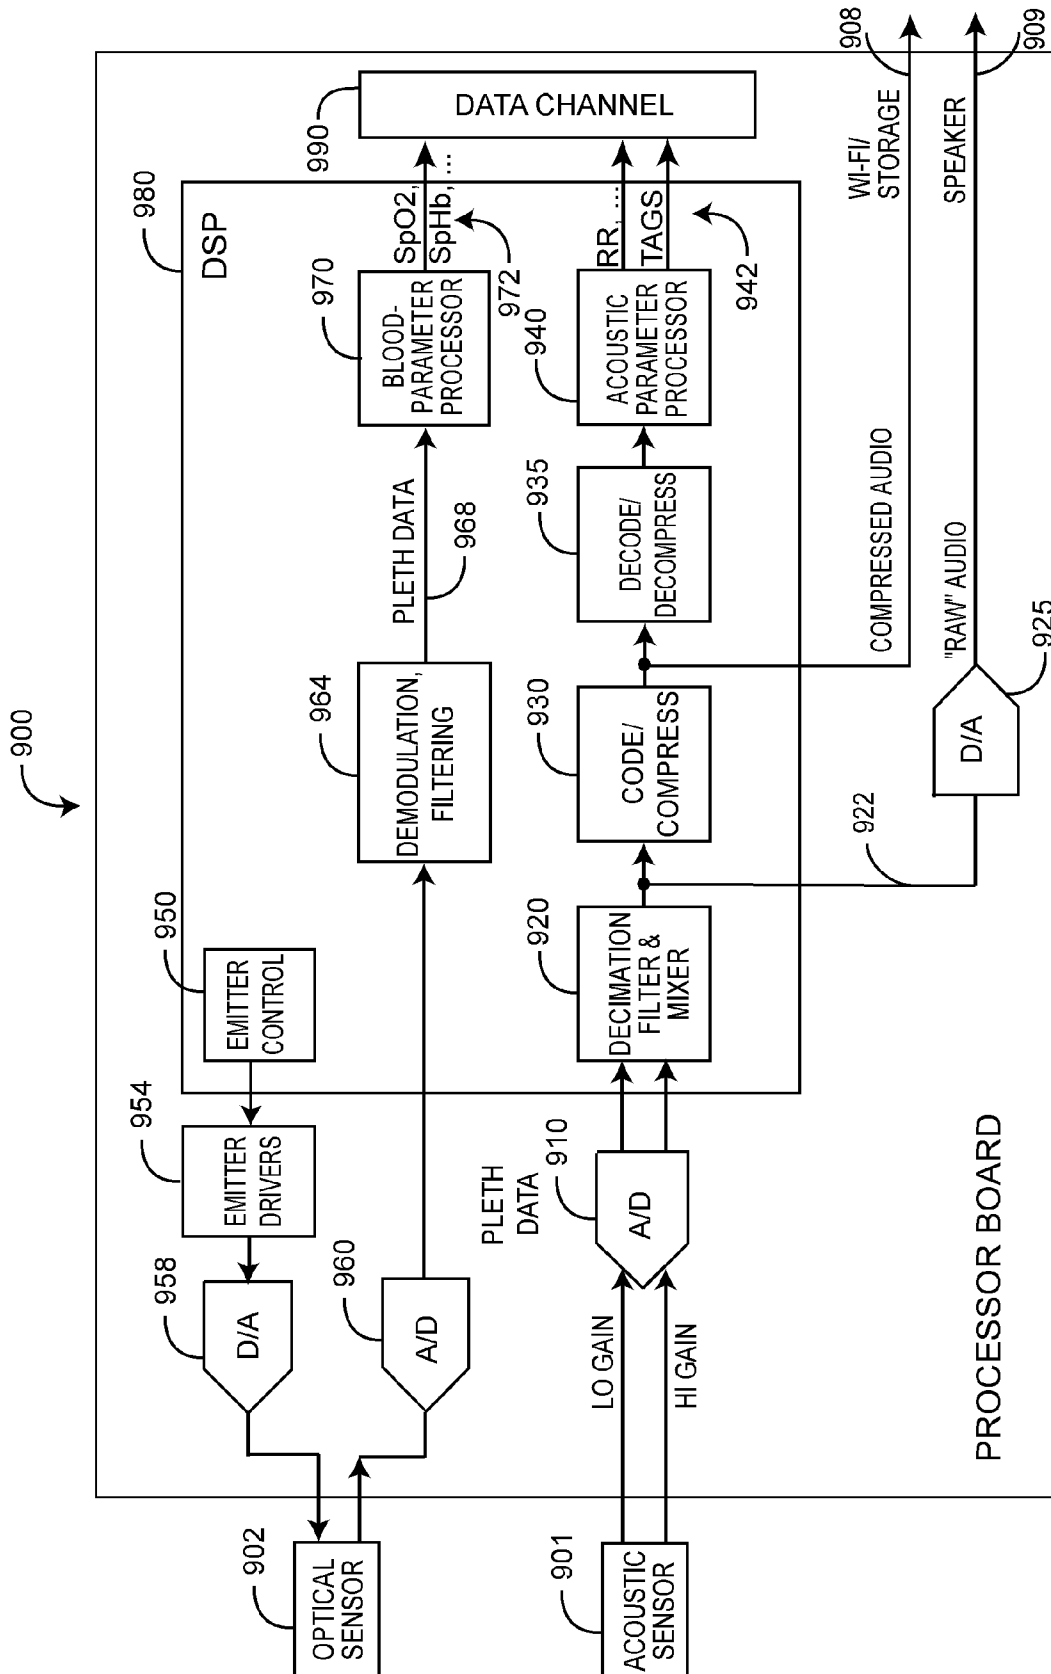 900
902
OPTICAL
SENSOR
958
D/A
954
EMITTER
DRIVERS
950
EMITTER
CONTROL
980
DSP
960
A/D
964
DEMODULATION,
FILTERING
PLETH DATA
968
970
BLOOD-
PARAMETER
PROCESSOR
SpO2,
SpHb, ...
972
990
DATA CHANNEL
901
ACOUSTIC
SENSOR
LO GAIN
HI GAIN
PLETH
DATA
910
A/D
920
DECIMATION
FILTER &
MIXER
930
CODE/
COMPRESS
935
DECODE/
DECOMPRESS
940
ACOUSTIC
PARAMETER
PROCESSOR
RR, ...
TAGS
942
922
D/A
925
COMPRESSED AUDIO
WI-FI/
STORAGE
908
"RAW" AUDIO
SPEAKER
909
PROCESSOR BOARD